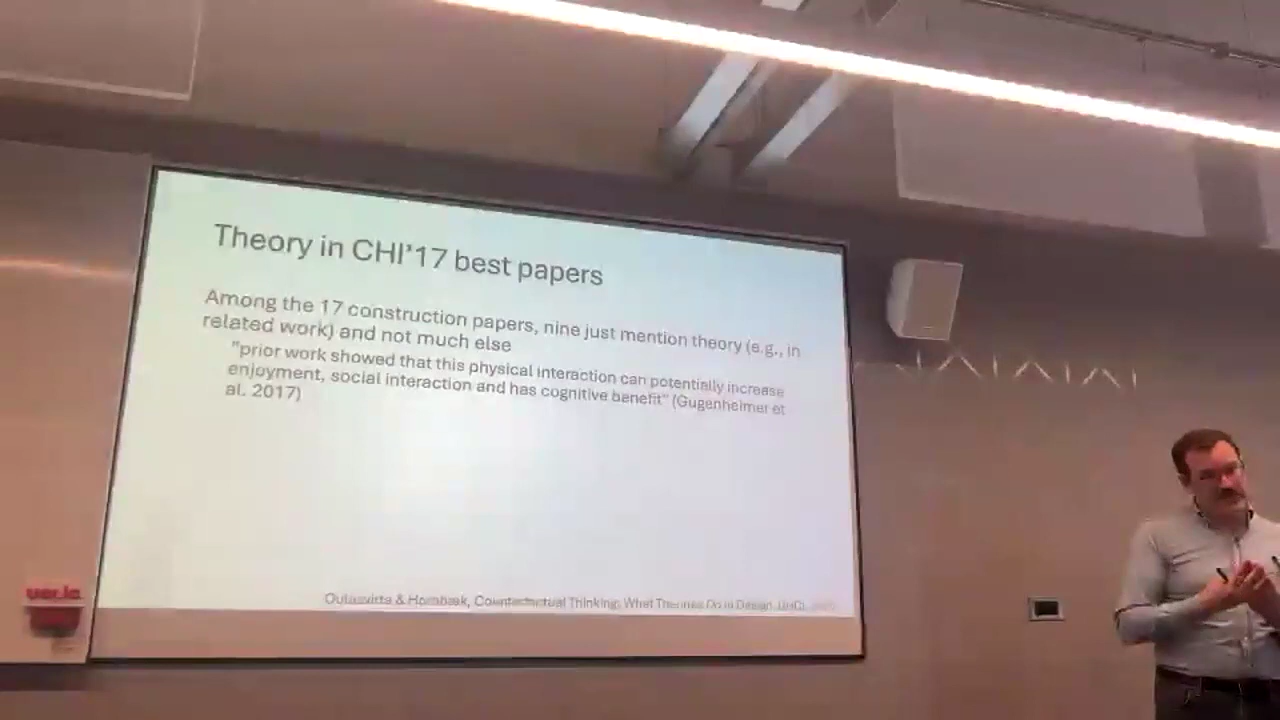 Theory in CHI'17 best papers
Among the 17 construction papers, nine just mention theory (e.g., in
related work) and not much else
"prior work showed that this physical interaction can potentially increase
enjoyment, social interaction and has cognitive benefit" (Gugenheimer et
al. 2017)
Oulasvirta & Hornbæk, Counterfactual Thinking: What Theories Do in Design, IJHCI,